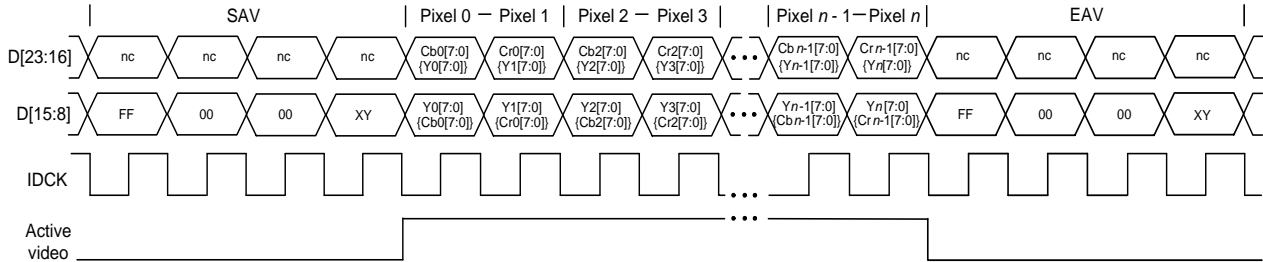 SAV Pixel 0 — Pixel 1 Pixel 2 — Pixel 3 Pixel n - 1 — Pixel n EAV
D[23:16] nc nc nc nc Cb0[7:0] Cr0[7:0] Cb2[7:0] Cr2[7:0] ••• Cbn-1[7:0] Crn-1[7:0] nc nc nc nc
{Y0[7:0]} {Y1[7:0]} {Y2[7:0]} {Y3[7:0]} {Yn-1[7:0]} {Yn[7:0]}
D[15:8] FF 00 00 XY Y0[7:0] Y1[7:0] Y2[7:0] Y3[7:0] ••• Yn-1[7:0] Yn[7:0] FF 00 00 XY
{Cb0[7:0]} {Cr0[7:0]} {Cb2[7:0]} {Cr2[7:0]} {Cbn-1[7:0]} {Crn-1[7:0]}
IDCK •••
Active •••
video